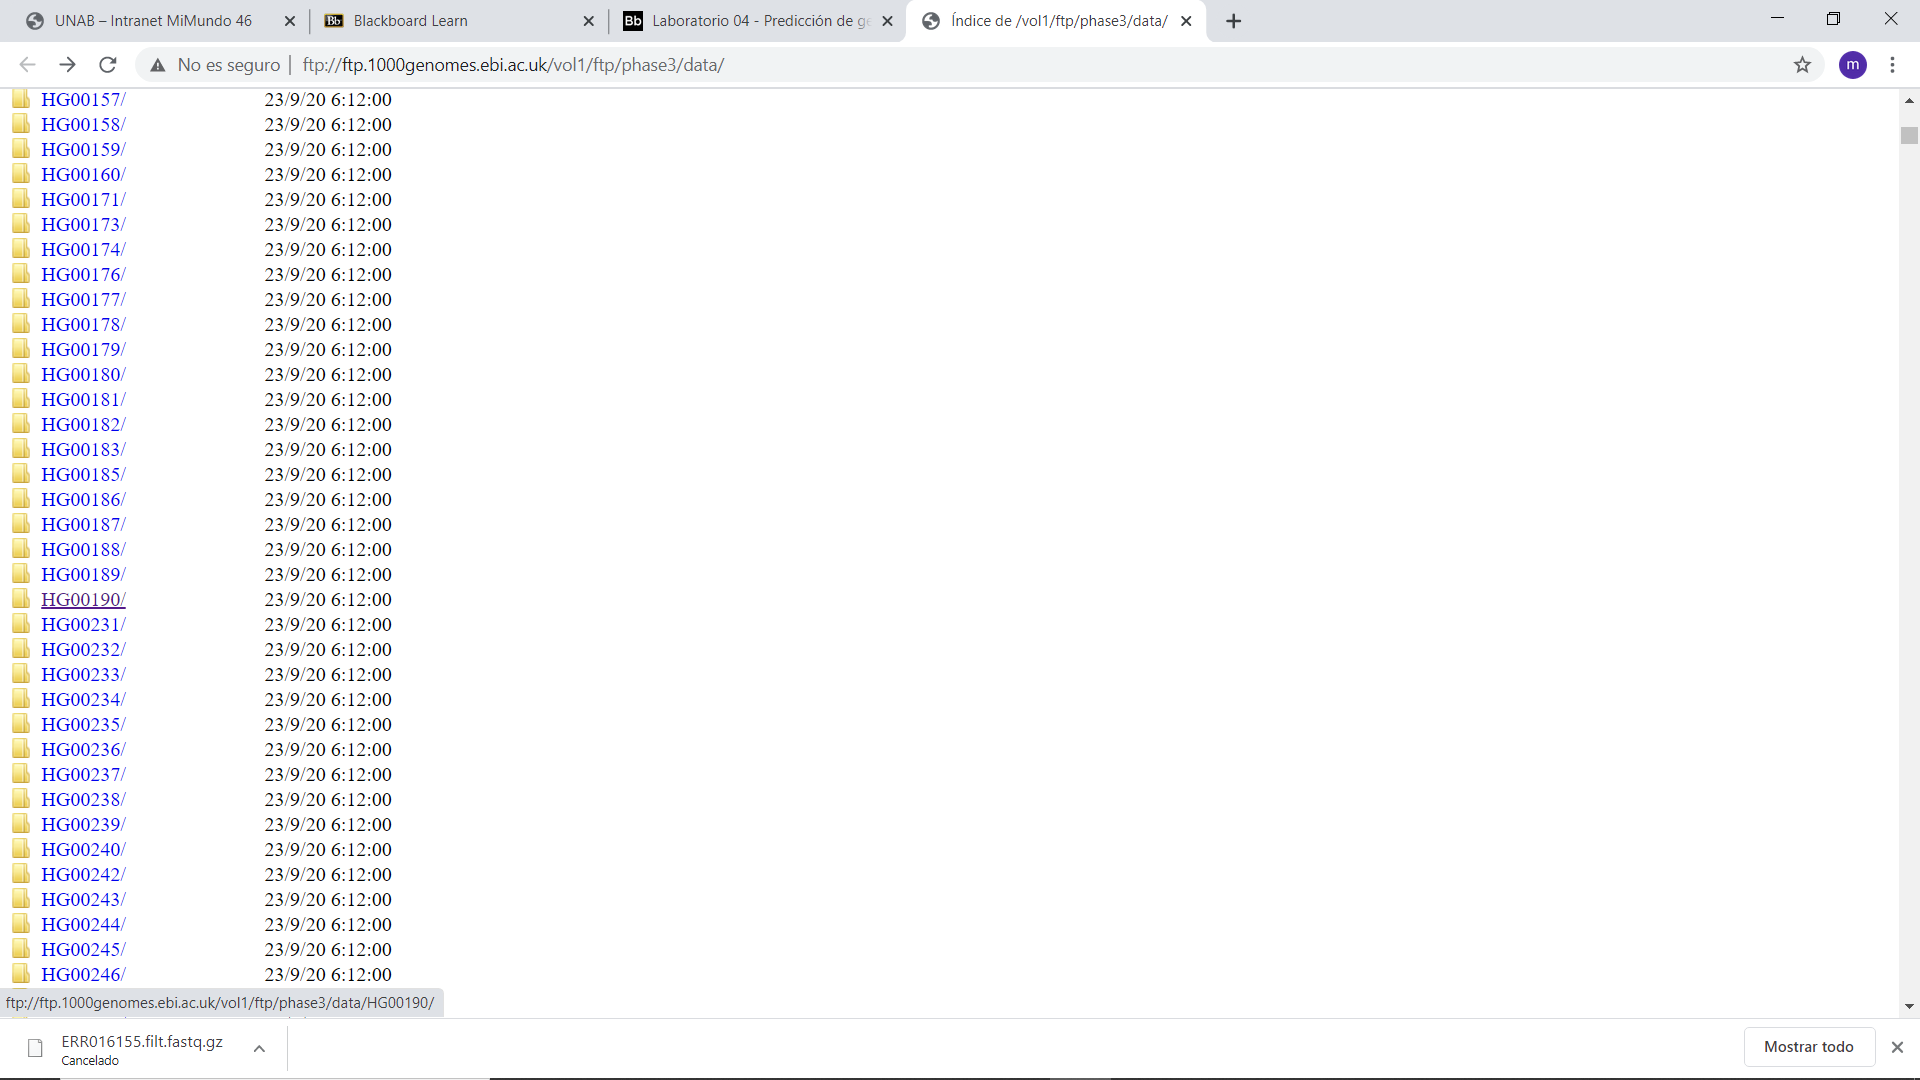 UNAB – Intranet MiMundo 46
Blackboard Learn
Laboratorio 04 - Predicción de ge
Índice de /vol1/ftp/phase3/data/
No es seguro | ftp://ftp.1000genomes.ebi.ac.uk/vol1/ftp/phase3/data/
m
HG00157/ 23/9/20 6:12:00
HG00158/ 23/9/20 6:12:00
HG00159/ 23/9/20 6:12:00
HG00160/ 23/9/20 6:12:00
HG00171/ 23/9/20 6:12:00
HG00173/ 23/9/20 6:12:00
HG00174/ 23/9/20 6:12:00
HG00176/ 23/9/20 6:12:00
HG00177/ 23/9/20 6:12:00
HG00178/ 23/9/20 6:12:00
HG00179/ 23/9/20 6:12:00
HG00180/ 23/9/20 6:12:00
HG00181/ 23/9/20 6:12:00
HG00182/ 23/9/20 6:12:00
HG00183/ 23/9/20 6:12:00
HG00185/ 23/9/20 6:12:00
HG00186/ 23/9/20 6:12:00
HG00187/ 23/9/20 6:12:00
HG00188/ 23/9/20 6:12:00
HG00189/ 23/9/20 6:12:00
HG00190/ 23/9/20 6:12:00
HG00231/ 23/9/20 6:12:00
HG00232/ 23/9/20 6:12:00
HG00233/ 23/9/20 6:12:00
HG00234/ 23/9/20 6:12:00
HG00235/ 23/9/20 6:12:00
HG00236/ 23/9/20 6:12:00
HG00237/ 23/9/20 6:12:00
HG00238/ 23/9/20 6:12:00
HG00239/ 23/9/20 6:12:00
HG00240/ 23/9/20 6:12:00
HG00242/ 23/9/20 6:12:00
HG00243/ 23/9/20 6:12:00
HG00244/ 23/9/20 6:12:00
HG00245/ 23/9/20 6:12:00
HG00246/ 23/9/20 6:12:00
ftp://ftp.1000genomes.ebi.ac.uk/vol1/ftp/phase3/data/HG00190/
ERR016155.filt.fastq.gz
Cancelado
Mostrar todo